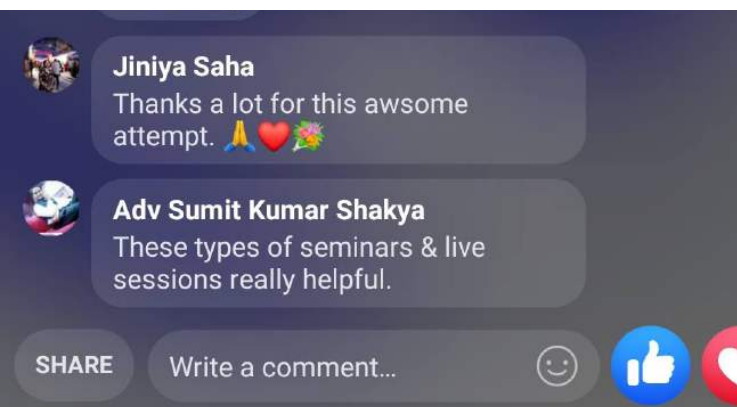 Jiniya Saha
Thanks a lot for this awsome
attempt. 🙏❤️💐
Adv Sumit Kumar Shakya
These types of seminars & live
sessions really helpful.
SHARE
Write a comment...